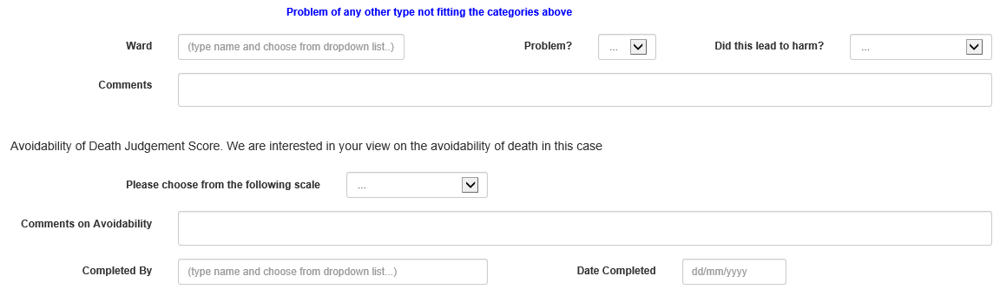 Problem of any other type not fitting the categories above
Ward (type name and choose from dropdown list..) Problem? ... Did this lead to harm? ...
Comments
Avoidability of Death Judgement Score. We are interested in your view on the avoidability of death in this case
Please choose from the following scale ...
Comments on Avoidability
Completed By (type name and choose from dropdown list...) Date Completed dd/mm/yyyy